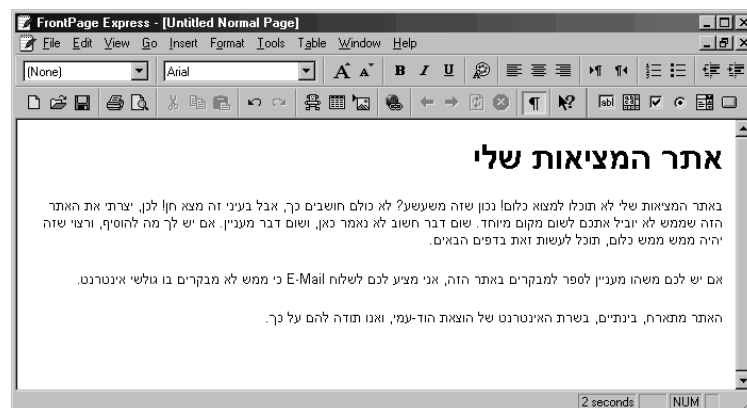 FrontPage Express - [Untitled Normal Page]
File Edit View Go Insert Format Tools Table Window Help
(None) Arial A A B I U
אתר המציאות שלי
באתר המציאות שלי לא תוכלו למצוא כלום! נכון שזה משעשע? לא כולם חושבים כך, אבל בעיני זה מצא חן! לכן, יצרתי את האתר
הזה שממש לא יוביל אתכם לשום מקום מיוחד. שום דבר חשוב לא נאמר כאן, ושום דבר מעניין. אם יש לך מה להוסיף, ורצוי שזה
יהיה ממש ממש כלום, תוכל לעשות זאת בדפים הבאים.
אם יש לכם משהו מעניין לספר למבקרים באתר הזה, אני מציע לכם לשלוח E-Mail כי ממש לא מבקרים בו גולשי אינטרנט.
האתר מתארח, בינתיים, בשרת האינטרנט של הוצאת הוד-עמי, ואנו תודה להם על כך.
2 seconds NUM